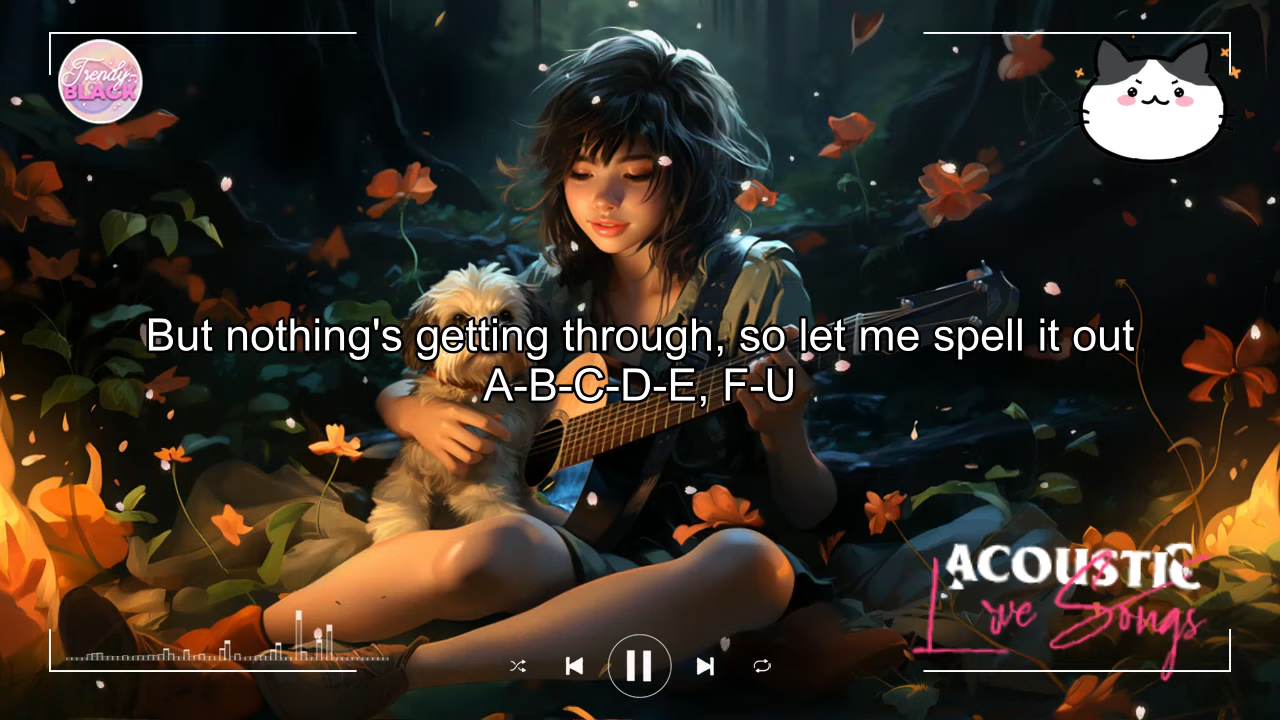 Trendy
BLACK
But nothing's getting through, so let me spell it out
A-B-C-D-E, F-U
ACOUSTIC
Love Songs